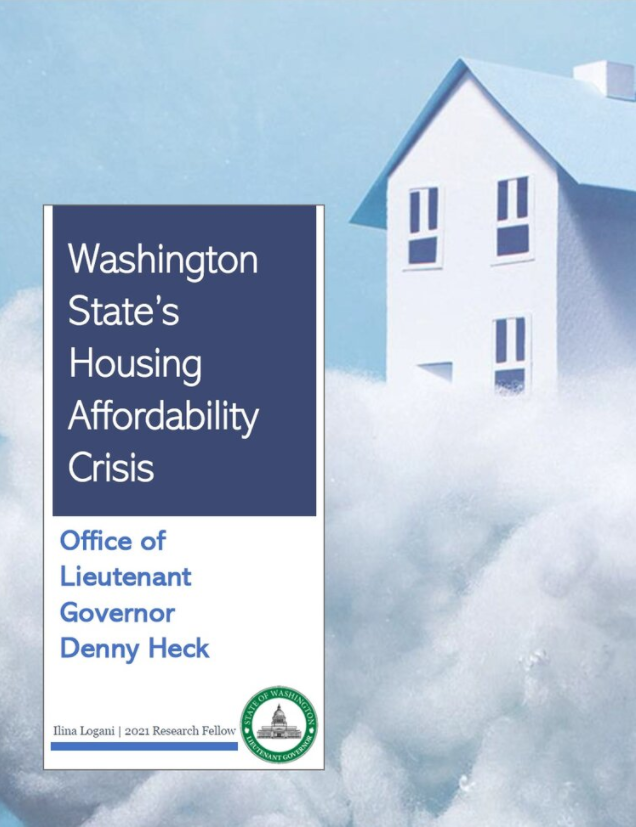 Washington
State’s
Housing
Affordability
Crisis
Office of
Lieutenant
Governor
Denny Heck
Ilina Logani | 2021 Research Fellow
STATE OF WASHINGTON
LIEUTENANT GOVERNOR